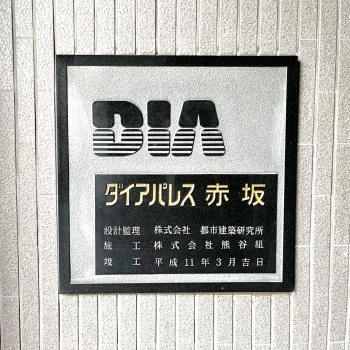 DIA
ダイアパレス 赤坂
設計監理 株式会社 都市建築研究所
施工 株式会社熊谷組
竣工 平成11年3月吉日